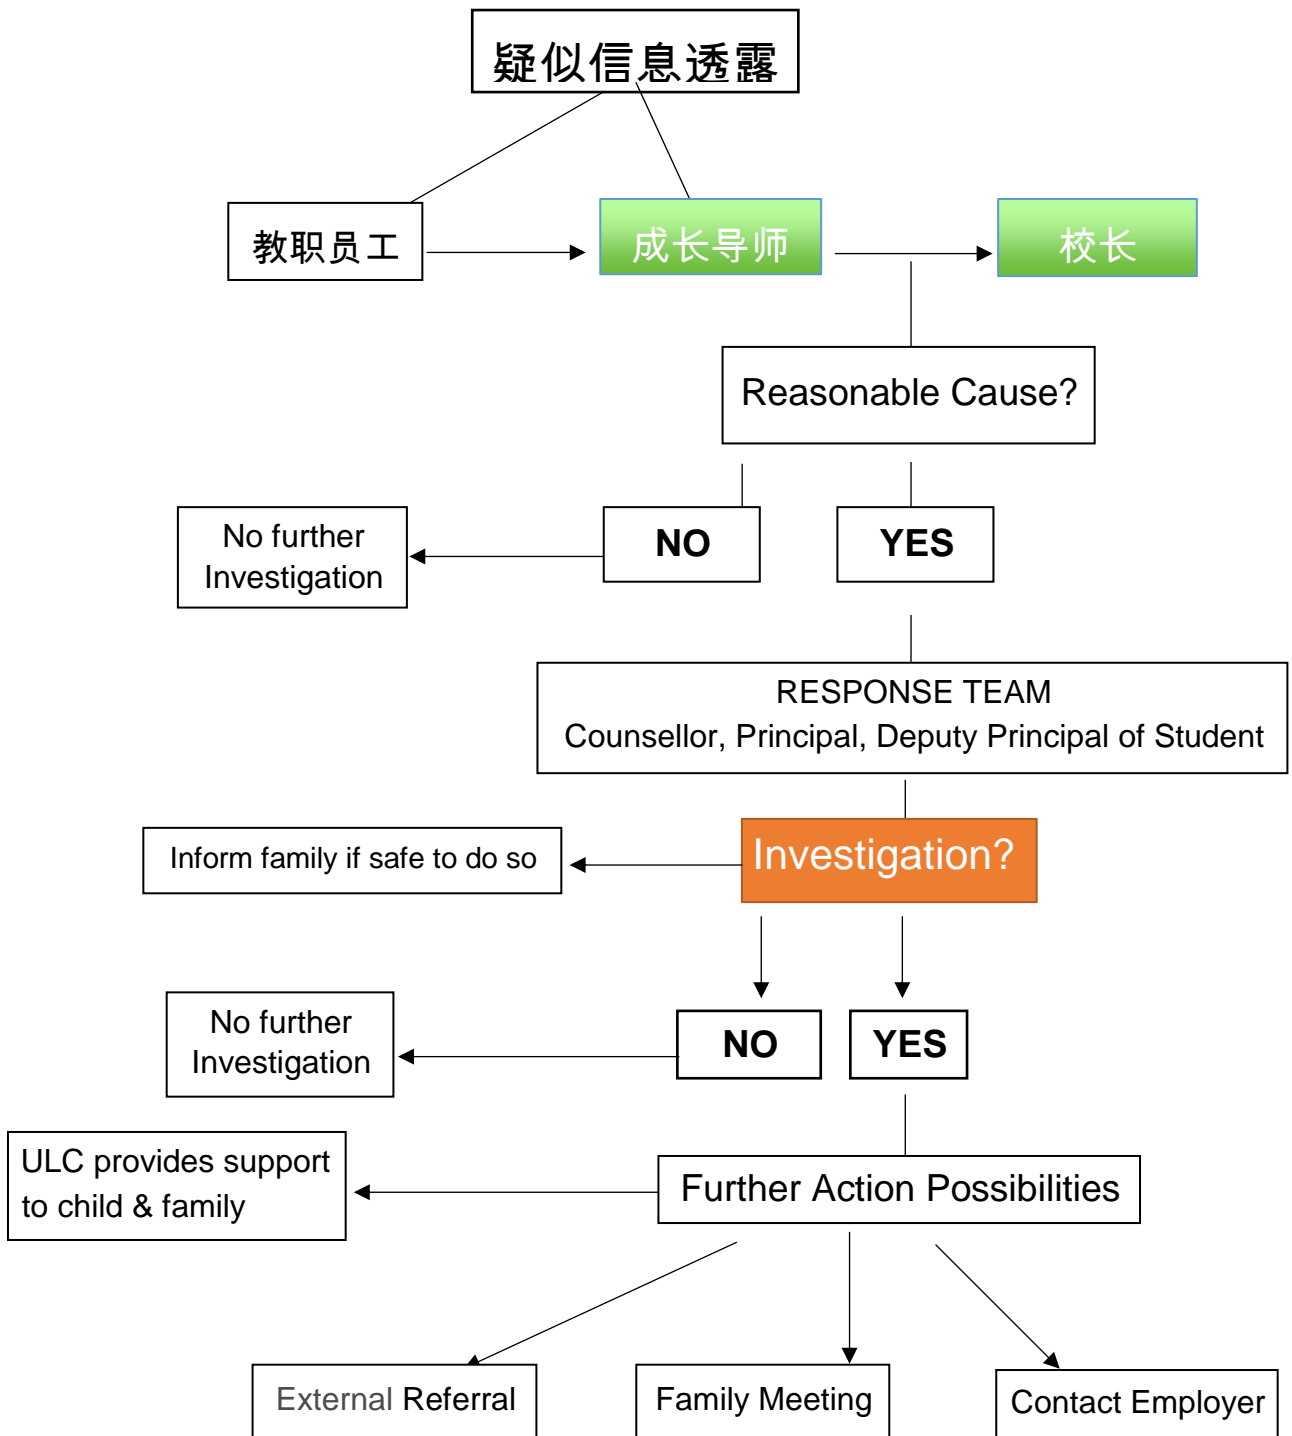 疑似信息透露
教职员工
成长导师
校长
Reasonable Cause?
No further
Investigation
NO
YES
RESPONSE TEAM
Counsellor, Principal, Deputy Principal of Student
Inform family if safe to do so
Investigation?
No further
Investigation
NO
YES
ULC provides support
to child & family
Further Action Possibilities
External Referral
Family Meeting
Contact Employer